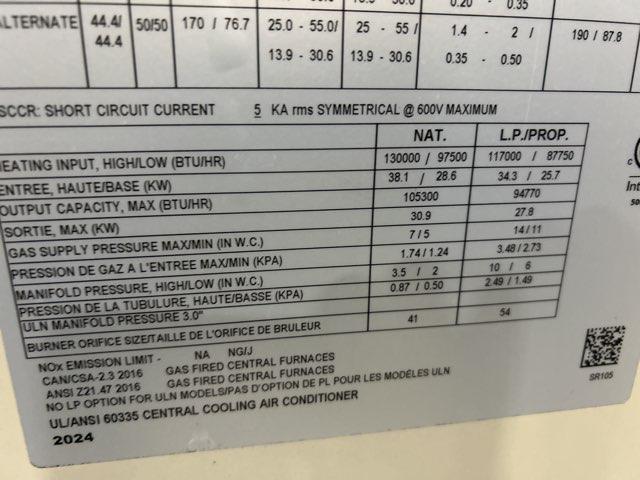 0.20 - 0.35
ALTERNATE 44.4/ 50/50 170 / 76.7 25.0 - 55.0/ 25 - 55 / 1.4 - 2 / 190 / 87.8
44.4 13.9 - 30.6 13.9 - 30.6 0.35 - 0.50
SCCR: SHORT CIRCUIT CURRENT 5 KA rms SYMMETRICAL @ 600V MAXIMUM
NAT. L.P./PROP.
HEATING INPUT, HIGH/LOW (BTU/HR) 130000 / 97500 117000 / 87750
ENTREE, HAUTE/BASE (KW) 38.1 / 28.6 34.3 / 25.7
OUTPUT CAPACITY, MAX (BTU/HR) 105300 94770
SORTIE, MAX (KW) 30.9 27.8
GAS SUPPLY PRESSURE MAX/MIN (IN W.C.) 7 / 5 14 / 11
PRESSION DE GAZ A L'ENTREE MAX/MIN (KPA) 1.74 / 1.24 3.48 / 2.73
MANIFOLD PRESSURE, HIGH/LOW (IN W.C.) 3.5 / 2 10 / 6
PRESSION DE LA TUBULURE, HAUTE/BASSE (KPA) 0.87 / 0.50 2.49 / 1.49
ULN MANIFOLD PRESSURE 3.0"
BURNER ORIFICE SIZE/TAILLE DE L'ORIFICE DE BRULEUR 41 54
NOx EMISSION LIMIT - NA NG/J
CAN/CSA-2.3 2016 GAS FIRED CENTRAL FURNACES
ANSI Z21.47 2016 GAS FIRED CENTRAL FURNACES
NO LP OPTION FOR ULN MODELS/PAS D'OPTION DE PL POUR LES MODÈLES ULN
UL/ANSI 60335 CENTRAL COOLING AIR CONDITIONER
2024
SR105
c
Int